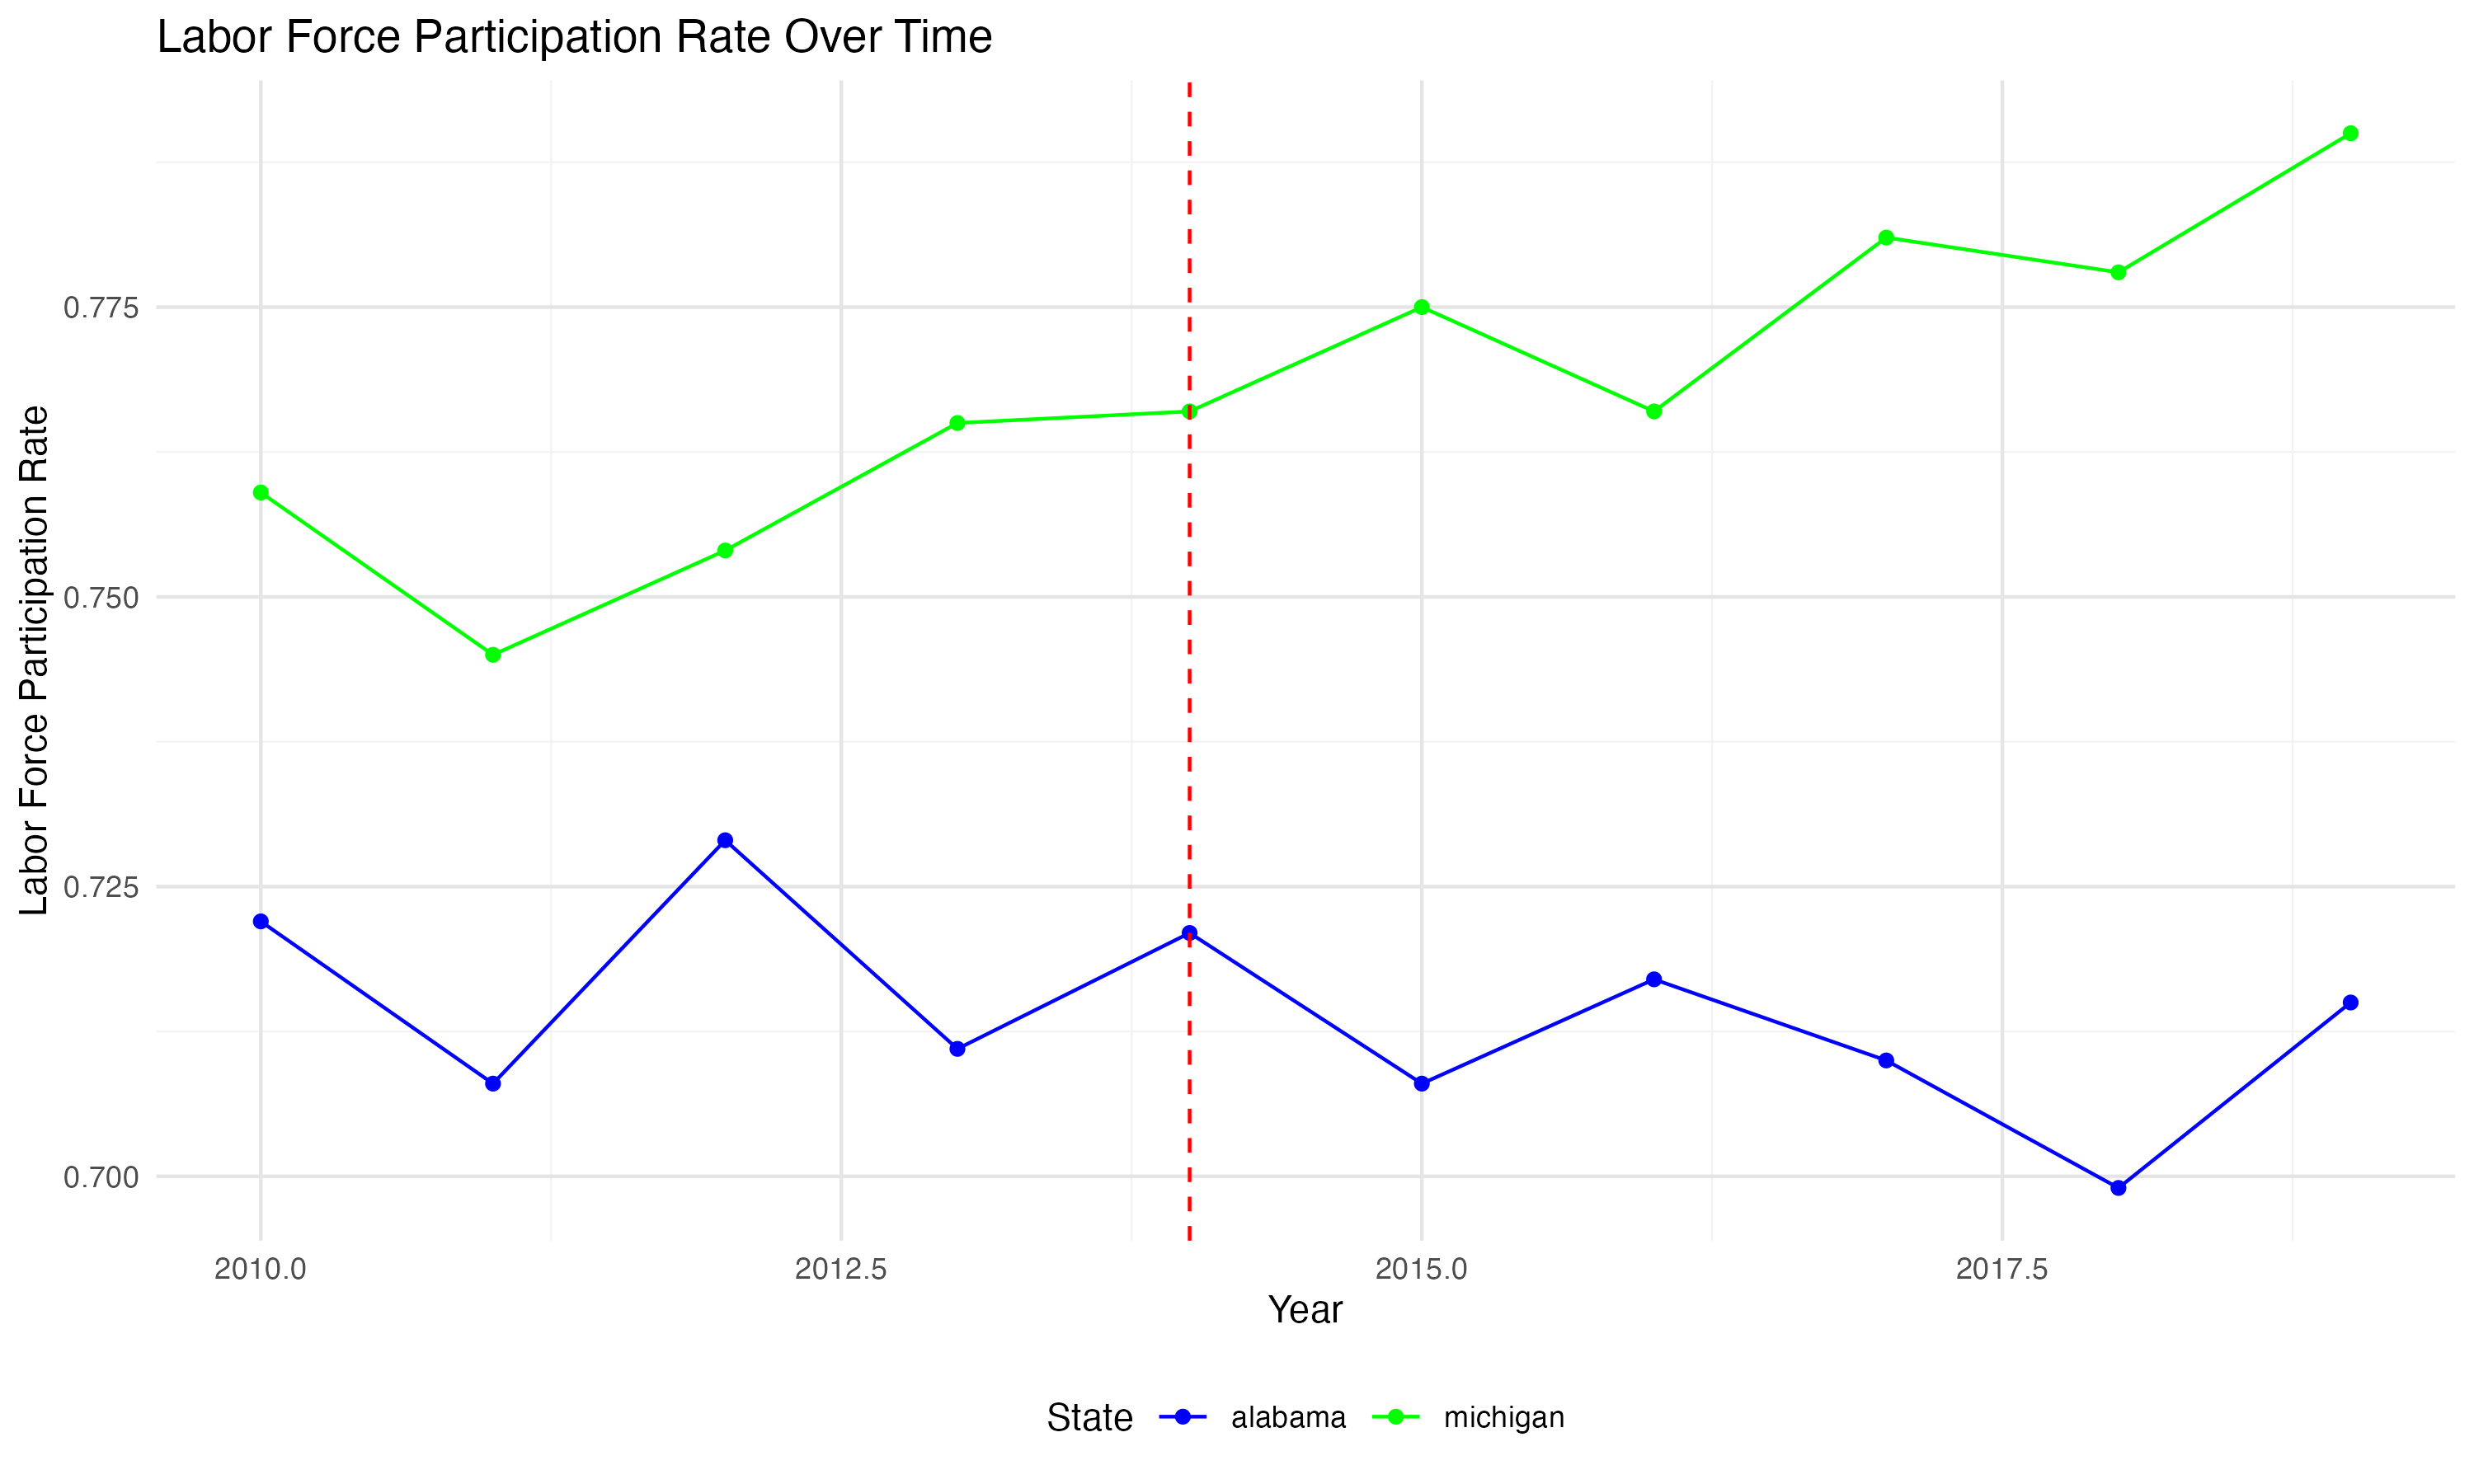 Labor Force Participation Rate Over Time
Labor Force Participation Rate
0.775
0.750
0.725
0.700
2010.0 2012.5 2015.0 2017.5
Year
State alabama michigan